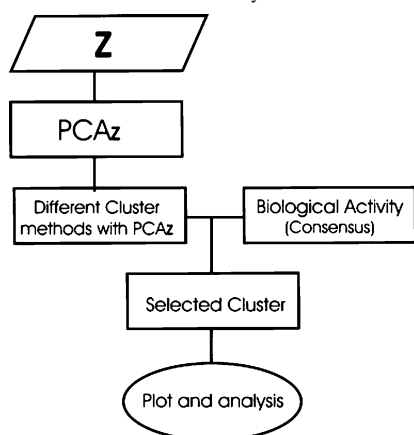 Z
PCAz
Different Cluster
methods with PCAz
Biological Activity
(Consensus)
Selected Cluster
Plot and analysis